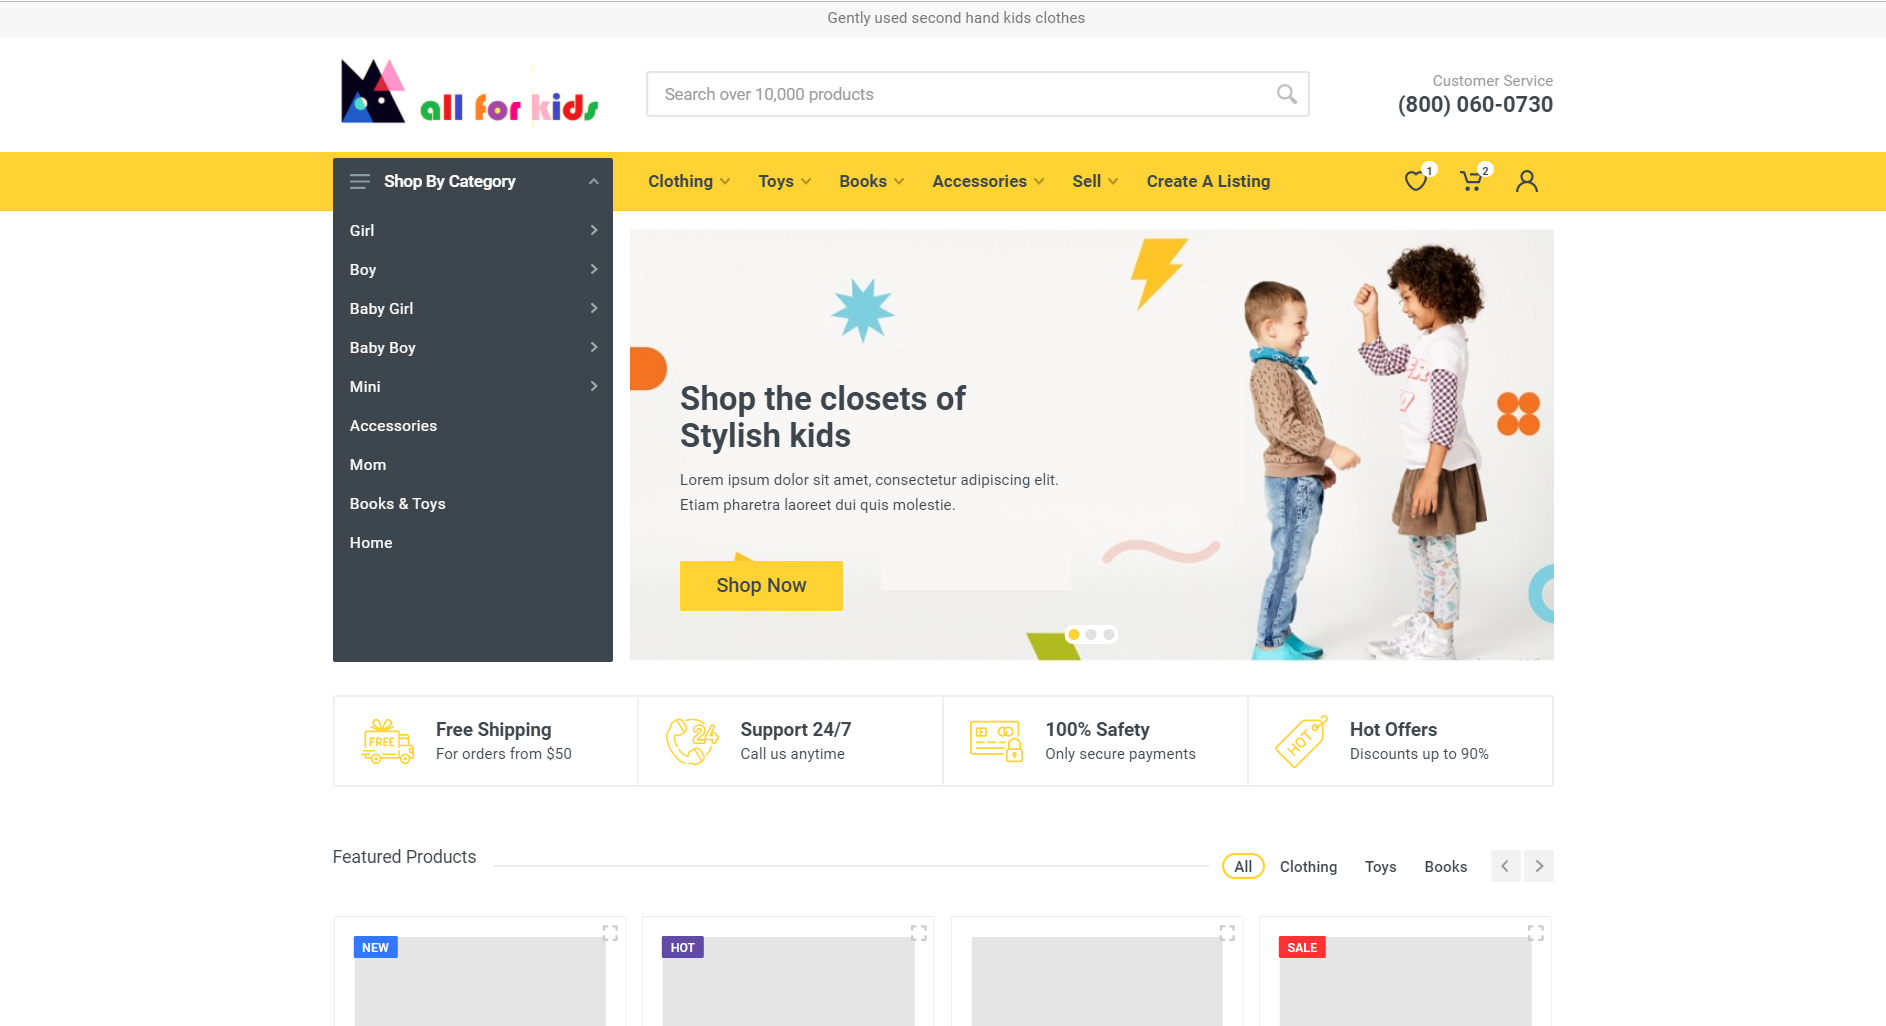 Gently used second hand kids clothes
all for kids
Search over 10,000 products
Customer Service
(800) 060-0730
Shop By Category
Clothing
Toys
Books
Accessories
Sell
Create A Listing
1
2
Girl
Boy
Baby Girl
Baby Boy
Mini
Accessories
Mom
Books & Toys
Home
Shop the closets of
Stylish kids
Lorem ipsum dolor sit amet, consectetur adipiscing elit.
Etiam pharetra laoreet dui quis molestie.
Shop Now
FREE
Free Shipping
For orders from $50
24
Support 24/7
Call us anytime
100% Safety
Only secure payments
HOT
Hot Offers
Discounts up to 90%
Featured Products
All
Clothing
Toys
Books
NEW
HOT
SALE